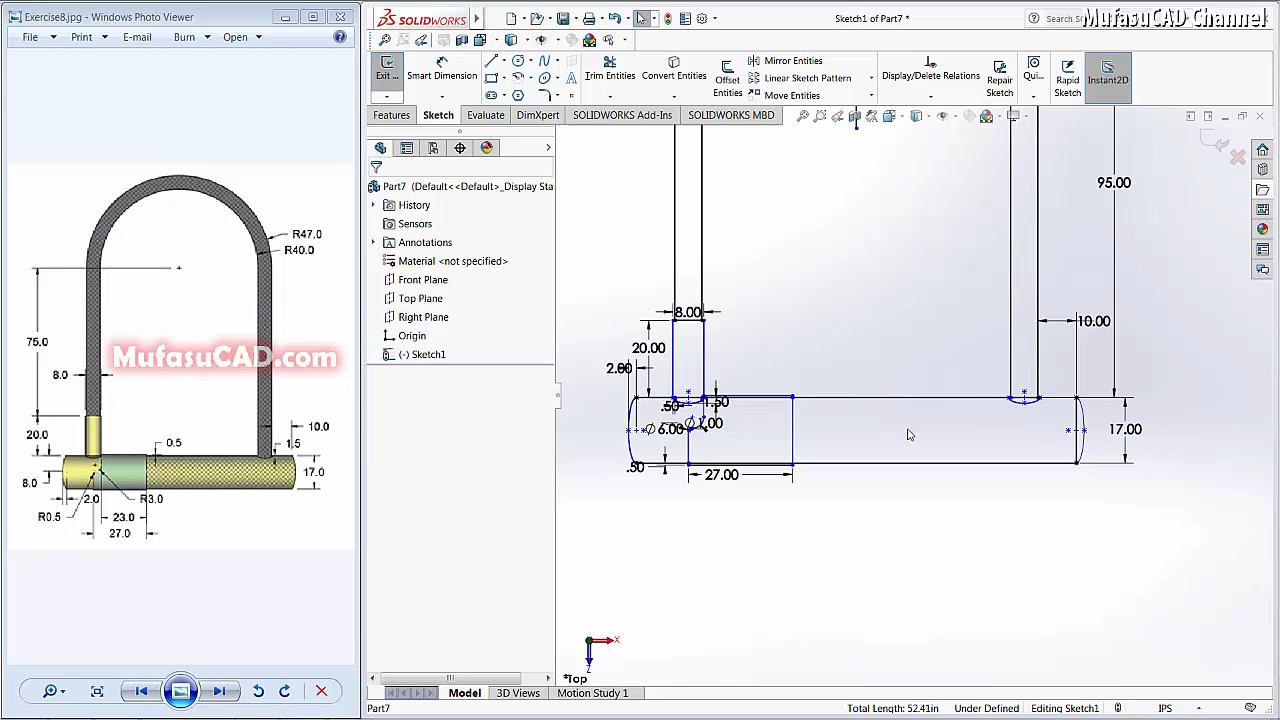 Exercise8.jpg - Windows Photo Viewer
File Print E-mail Burn Open
R47.0
R40.0
75.0
MufasuCAD.com
8.0
20.0
10.0
0.5
1.5
17.0
8.0
2.0
R3.0
R0.5
23.0
27.0
SOLIDWORKS
Sketch1 of Part7 *
MufasuCAD Channel
Exit ...
Smart Dimension
Trim Entities
Convert Entities
Offset Entities
Mirror Entities
Linear Sketch Pattern
Move Entities
Display/Delete Relations
Repair Sketch
Qui...
Rapid Sketch
Instant2D
Features Sketch Evaluate DimXpert SOLIDWORKS Add-Ins SOLIDWORKS MBD
Part7 (Default<<Default>_Display Sta
History
Sensors
Annotations
Material <not specified>
Front Plane
Top Plane
Right Plane
Origin
(-) Sketch1
95.00
8.00
10.00
20.00
2.00
.50
1.50
Ø6.00
Ø1.00
17.00
.50
27.00
X
Z
*Top
Model 3D Views Motion Study 1
Part7 Total Length: 52.41in Under Defined Editing Sketch1 IPS